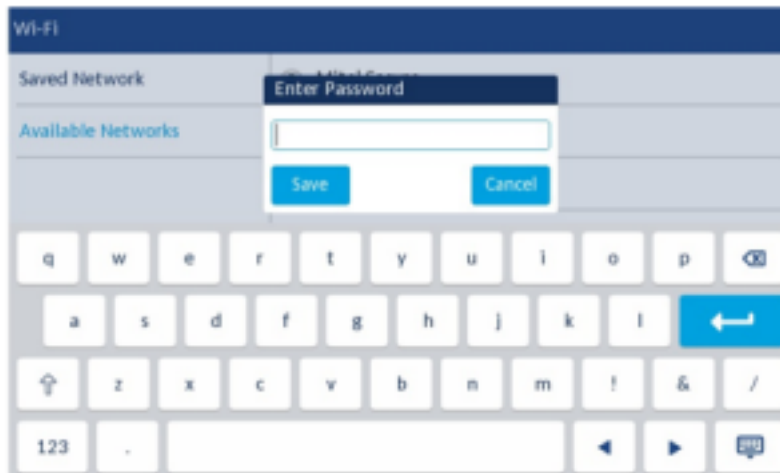 Wi-Fi
Saved Network
Available Networks
Enter Password
Save Cancel
q w e r t y u i o p
a s d f g h j k l
z x c v b n m ! & /
123 .